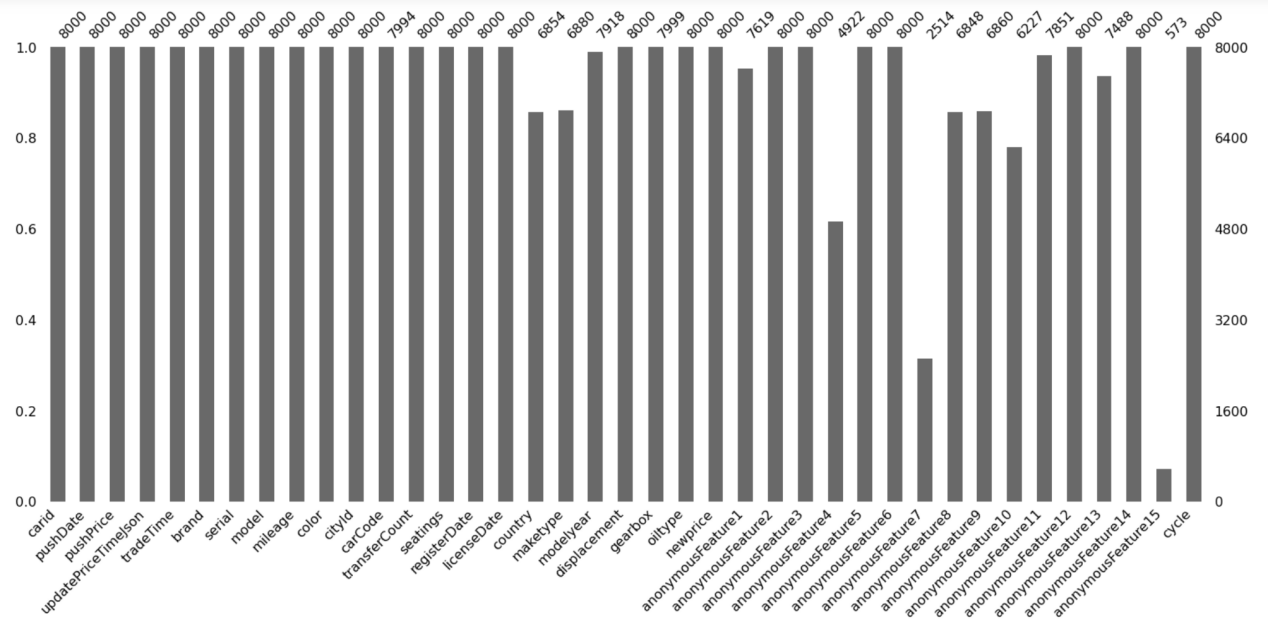 8000 8000 8000 8000 8000 8000 8000 8000 8000 8000 8000 7994 8000 8000 8000 8000 6854 6880 7918 8000 7999 8000 8000 7619 8000 8000 4922 8000 8000 2514 6848 6860 6227 7851 8000 7488 8000 573 8000
1.0 8000
0.8 6400
0.6 4800
0.4 3200
0.2 1600
0.0 0
carid
pushDate
pushPrice
updatePriceTimeJson
tradeTime
brand
serial
model
mileage
color
cityId
carCode
transferCount
seatings
registerDate
licenseDate
country
maketype
modelyear
displacement
gearbox
oiltype
newprice
anonymousFeature1
anonymousFeature2
anonymousFeature3
anonymousFeature4
anonymousFeature5
anonymousFeature6
anonymousFeature7
anonymousFeature8
anonymousFeature9
anonymousFeature10
anonymousFeature11
anonymousFeature12
anonymousFeature13
anonymousFeature14
anonymousFeature15
cycle